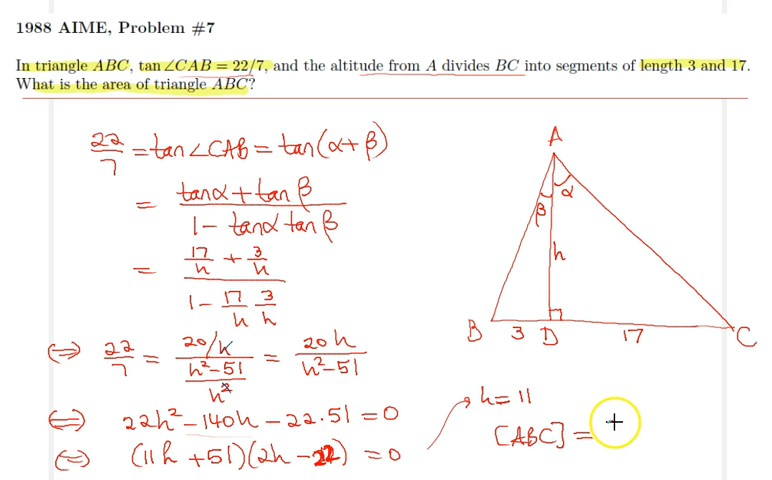 1988 AIME, Problem #7
In triangle ABC, tan ∠CAB = 22/7, and the altitude from A divides BC into segments of length 3 and 17.
What is the area of triangle ABC?
22/7 = tan ∠CAB = tan(α+β)
= (tanα + tan β)/(1 − tanα tan β)
= (17/h + 3/h)/(1 − 17/h 3/h)
⇔ 22/7 = (20/h)/((h²−51)/h²) = 20h/(h²−51)
⇔ 22h² − 140h − 22·51 = 0
⇔ (11h + 51)(2h − 22) = 0
h = 11
[ABC] =
A
β α
h
B 3 D 17 C